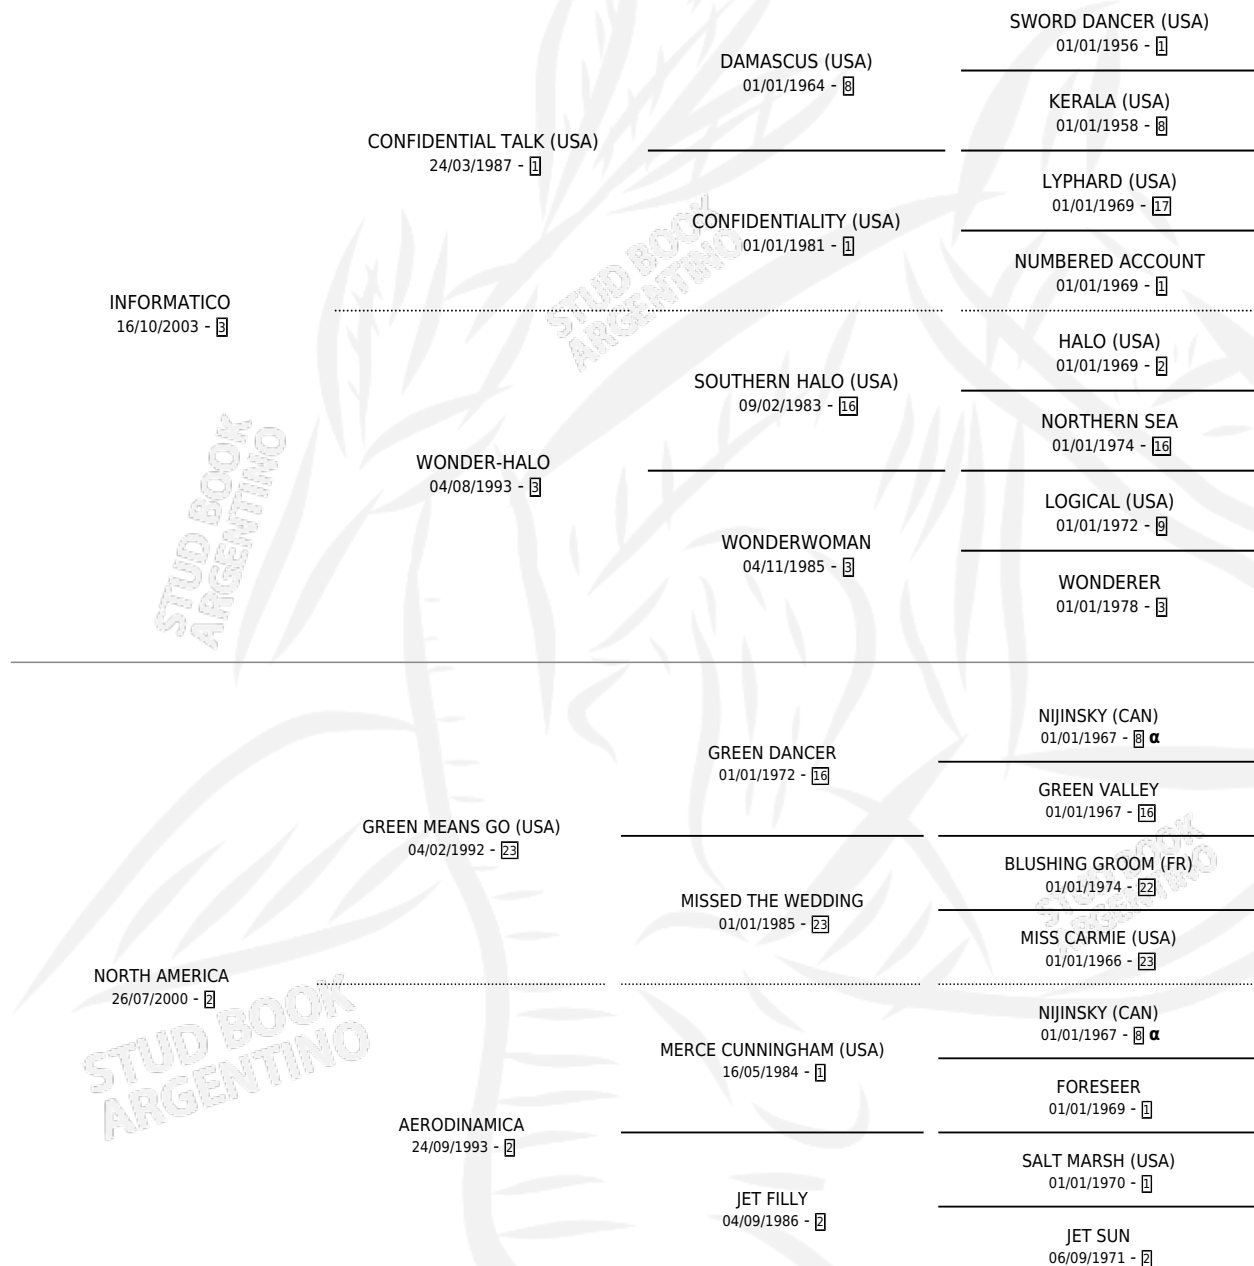 SWORD DANCER (USA)
01/01/1956 - 1
DAMASCUS (USA)
01/01/1964 - 8
KERALA (USA)
01/01/1958 - 8
CONFIDENTIAL TALK (USA)
24/03/1987 - 1
LYPHARD (USA)
01/01/1969 - 17
CONFIDENTIALITY (USA)
01/01/1981 - 1
NUMBERED ACCOUNT
01/01/1969 - 1
INFORMATICO
16/10/2003 - 3
HALO (USA)
01/01/1969 - 2
SOUTHERN HALO (USA)
09/02/1983 - 16
NORTHERN SEA
01/01/1974 - 16
WONDER-HALO
04/08/1993 - 3
LOGICAL (USA)
01/01/1972 - 9
WONDERWOMAN
04/11/1985 - 3
WONDERER
01/01/1978 - 3
NIJINSKY (CAN)
01/01/1967 - 8 α
GREEN DANCER
01/01/1972 - 16
GREEN VALLEY
01/01/1967 - 16
GREEN MEANS GO (USA)
04/02/1992 - 23
BLUSHING GROOM (FR)
01/01/1974 - 22
MISSED THE WEDDING
01/01/1985 - 23
MISS CARMIE (USA)
01/01/1966 - 23
NORTH AMERICA
26/07/2000 - 2
NIJINSKY (CAN)
01/01/1967 - 8 α
MERCE CUNNINGHAM (USA)
16/05/1984 - 1
FORESEER
01/01/1969 - 1
AERODINAMICA
24/09/1993 - 2
SALT MARSH (USA)
01/01/1970 - 1
JET FILLY
04/09/1986 - 2
JET SUN
06/09/1971 - 2
STUD BOOK
ARGENTINO
STUD BOOK
ARGENTINO
STUD BOOK
ARGENTINO
STUD BOOK
ARGENTINO